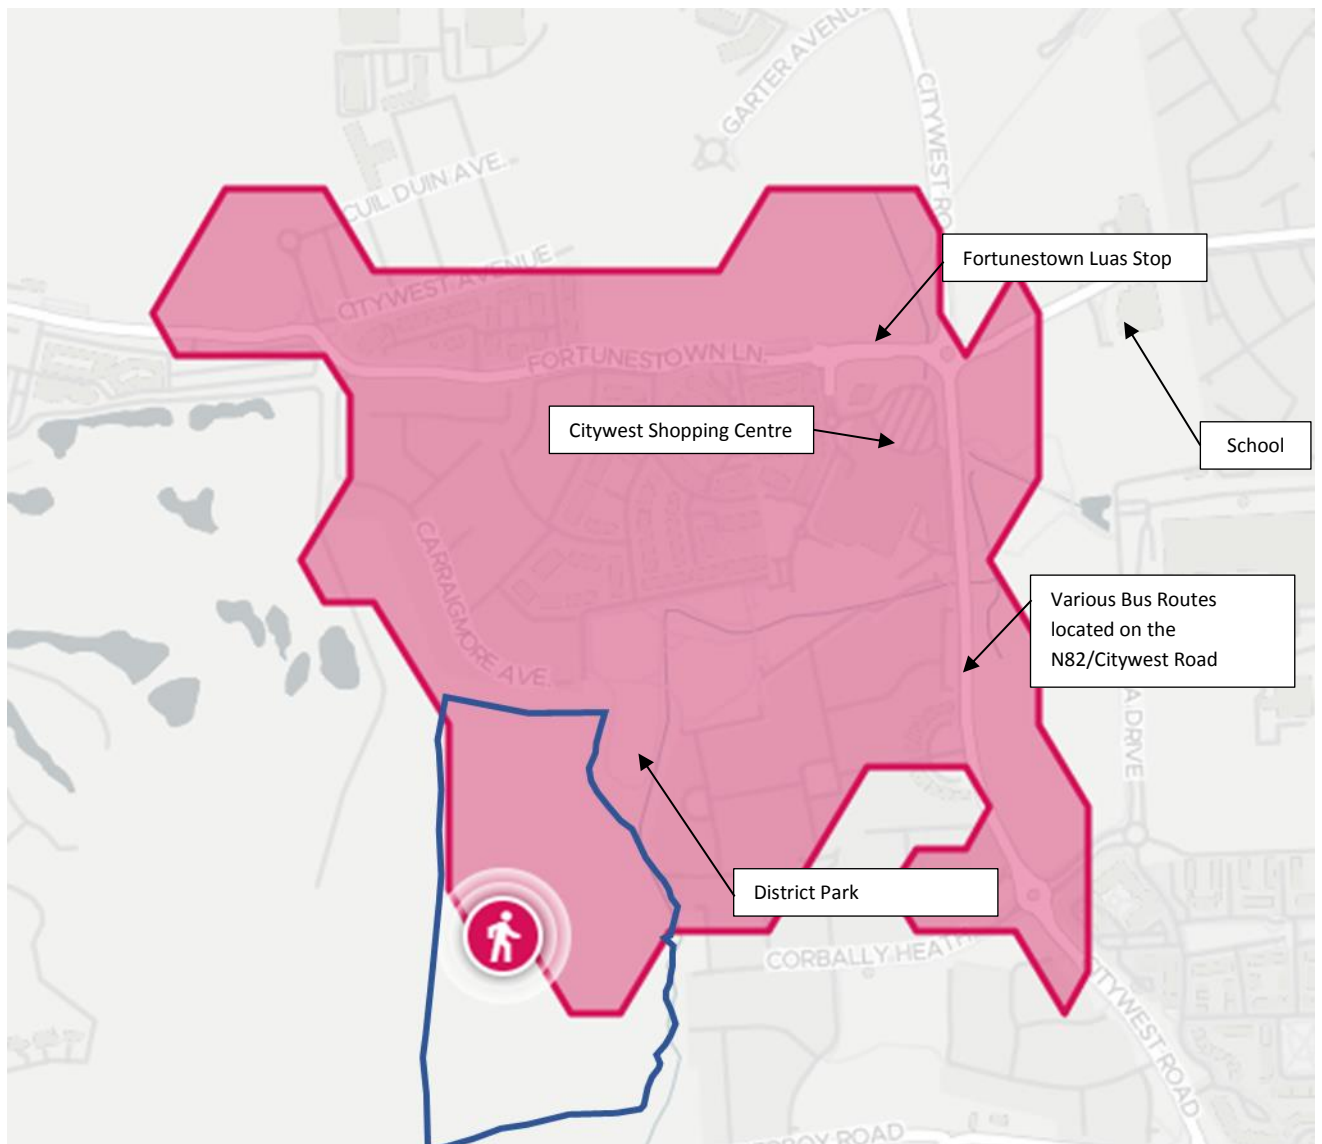 GARTER AVENUE
CITYWEST RO
CUIL DUIN AVE.
Fortunestown Luas Stop
CITYWEST AVENUE
FORTUNESTOWN LN.
Citywest Shopping Centre
School
CARRAIGMORE AVE.
Various Bus Routes
located on the
N82/Citywest Road
A DRIVE
District Park
CORBALLY HEATH
CITYWEST ROAD
ROAD